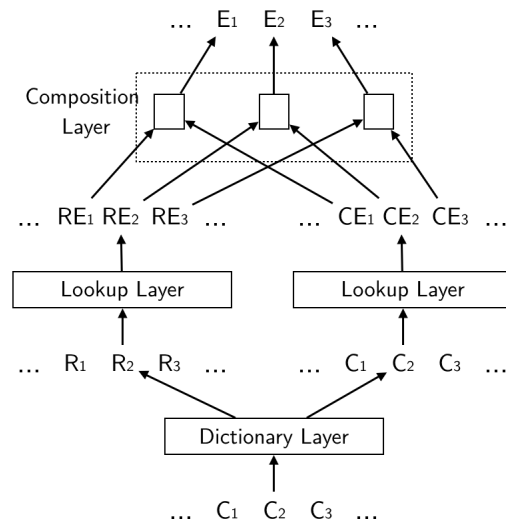 ... E1 E2 E3 ...
Composition
Layer
... RE1 RE2 RE3 ... ... CE1 CE2 CE3 ...
Lookup Layer Lookup Layer
... R1 R2 R3 ... ... C1 C2 C3 ...
Dictionary Layer
... C1 C2 C3 ...